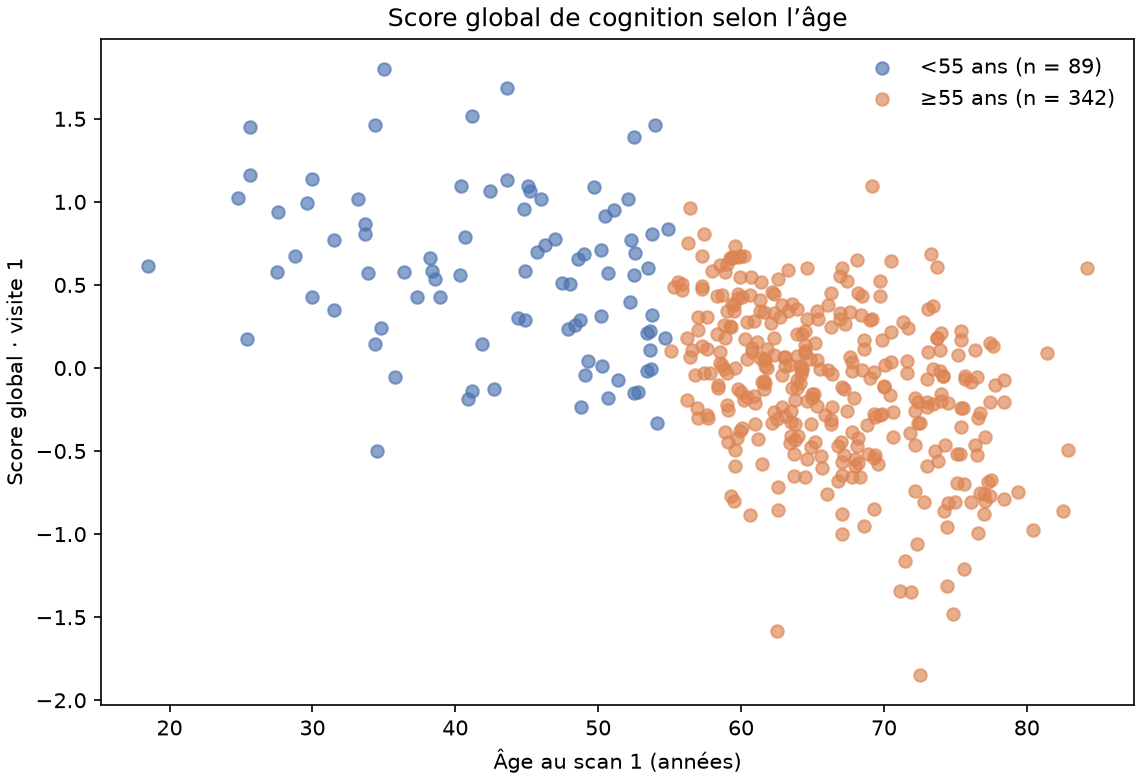 Score global de cognition selon l’âge
<55 ans (n = 89)
≥55 ans (n = 342)
Score global · visite 1
1.5
1.0
0.5
0.0
−0.5
−1.0
−1.5
−2.0
20 30 40 50 60 70 80
Âge au scan 1 (années)